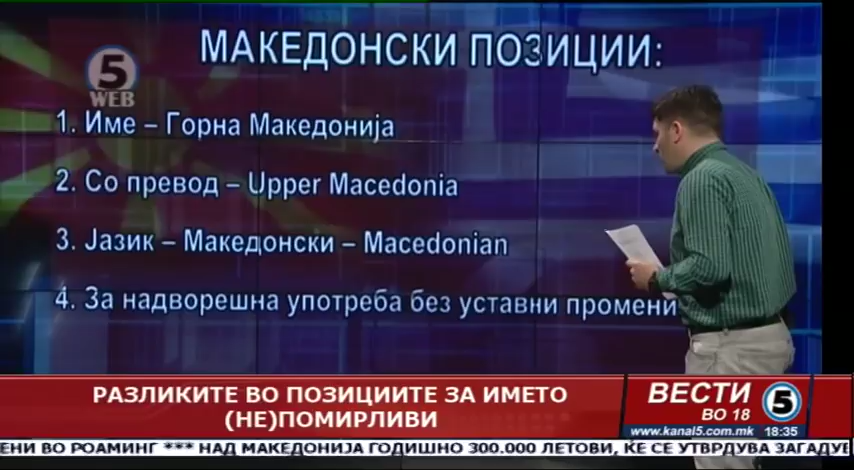 МАКЕДОНСКИ ПОЗИЦИИ:
5
WEB
1. Име – Горна Македонија
2. Со превод – Upper Macedonia
3. Јазик – Македонски – Macedonian
4. За надворешна употреба без уставни промени
РАЗЛИКИТЕ ВО ПОЗИЦИИТЕ ЗА ИМЕТО
(НЕ)ПОМИРЛИВИ
ВЕСТИ
ВО 18
5
www.kanal5.com.mk
18:35
ЕНИ ВО РОАМИНГ *** НАД МАКЕДОНИЈА ГОДИШНО 300.000 ЛЕТОВИ, ЌЕ СЕ УТВРДУВА ЗАГАДУВ